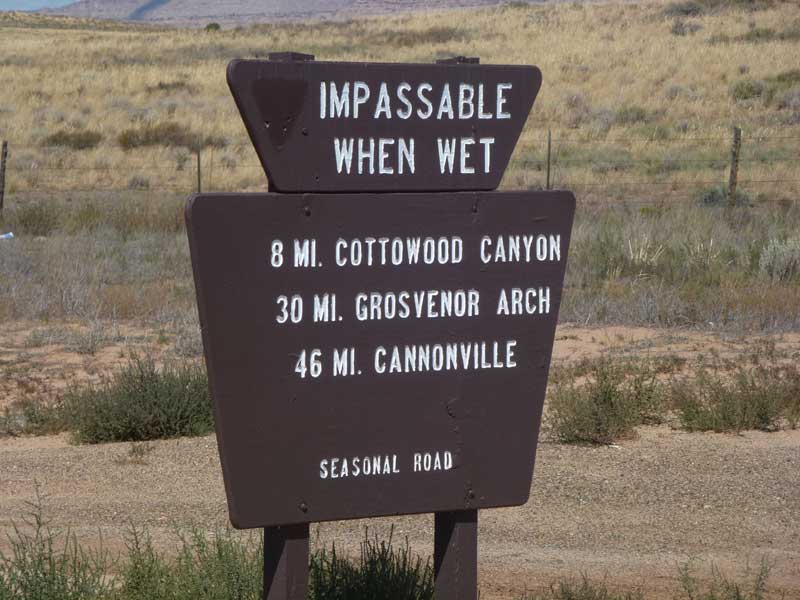 IMPASSABLE
WHEN WET
8 MI. COTTOWOOD CANYON
30 MI. GROSVENOR ARCH
46 MI. CANNONVILLE
SEASONAL ROAD